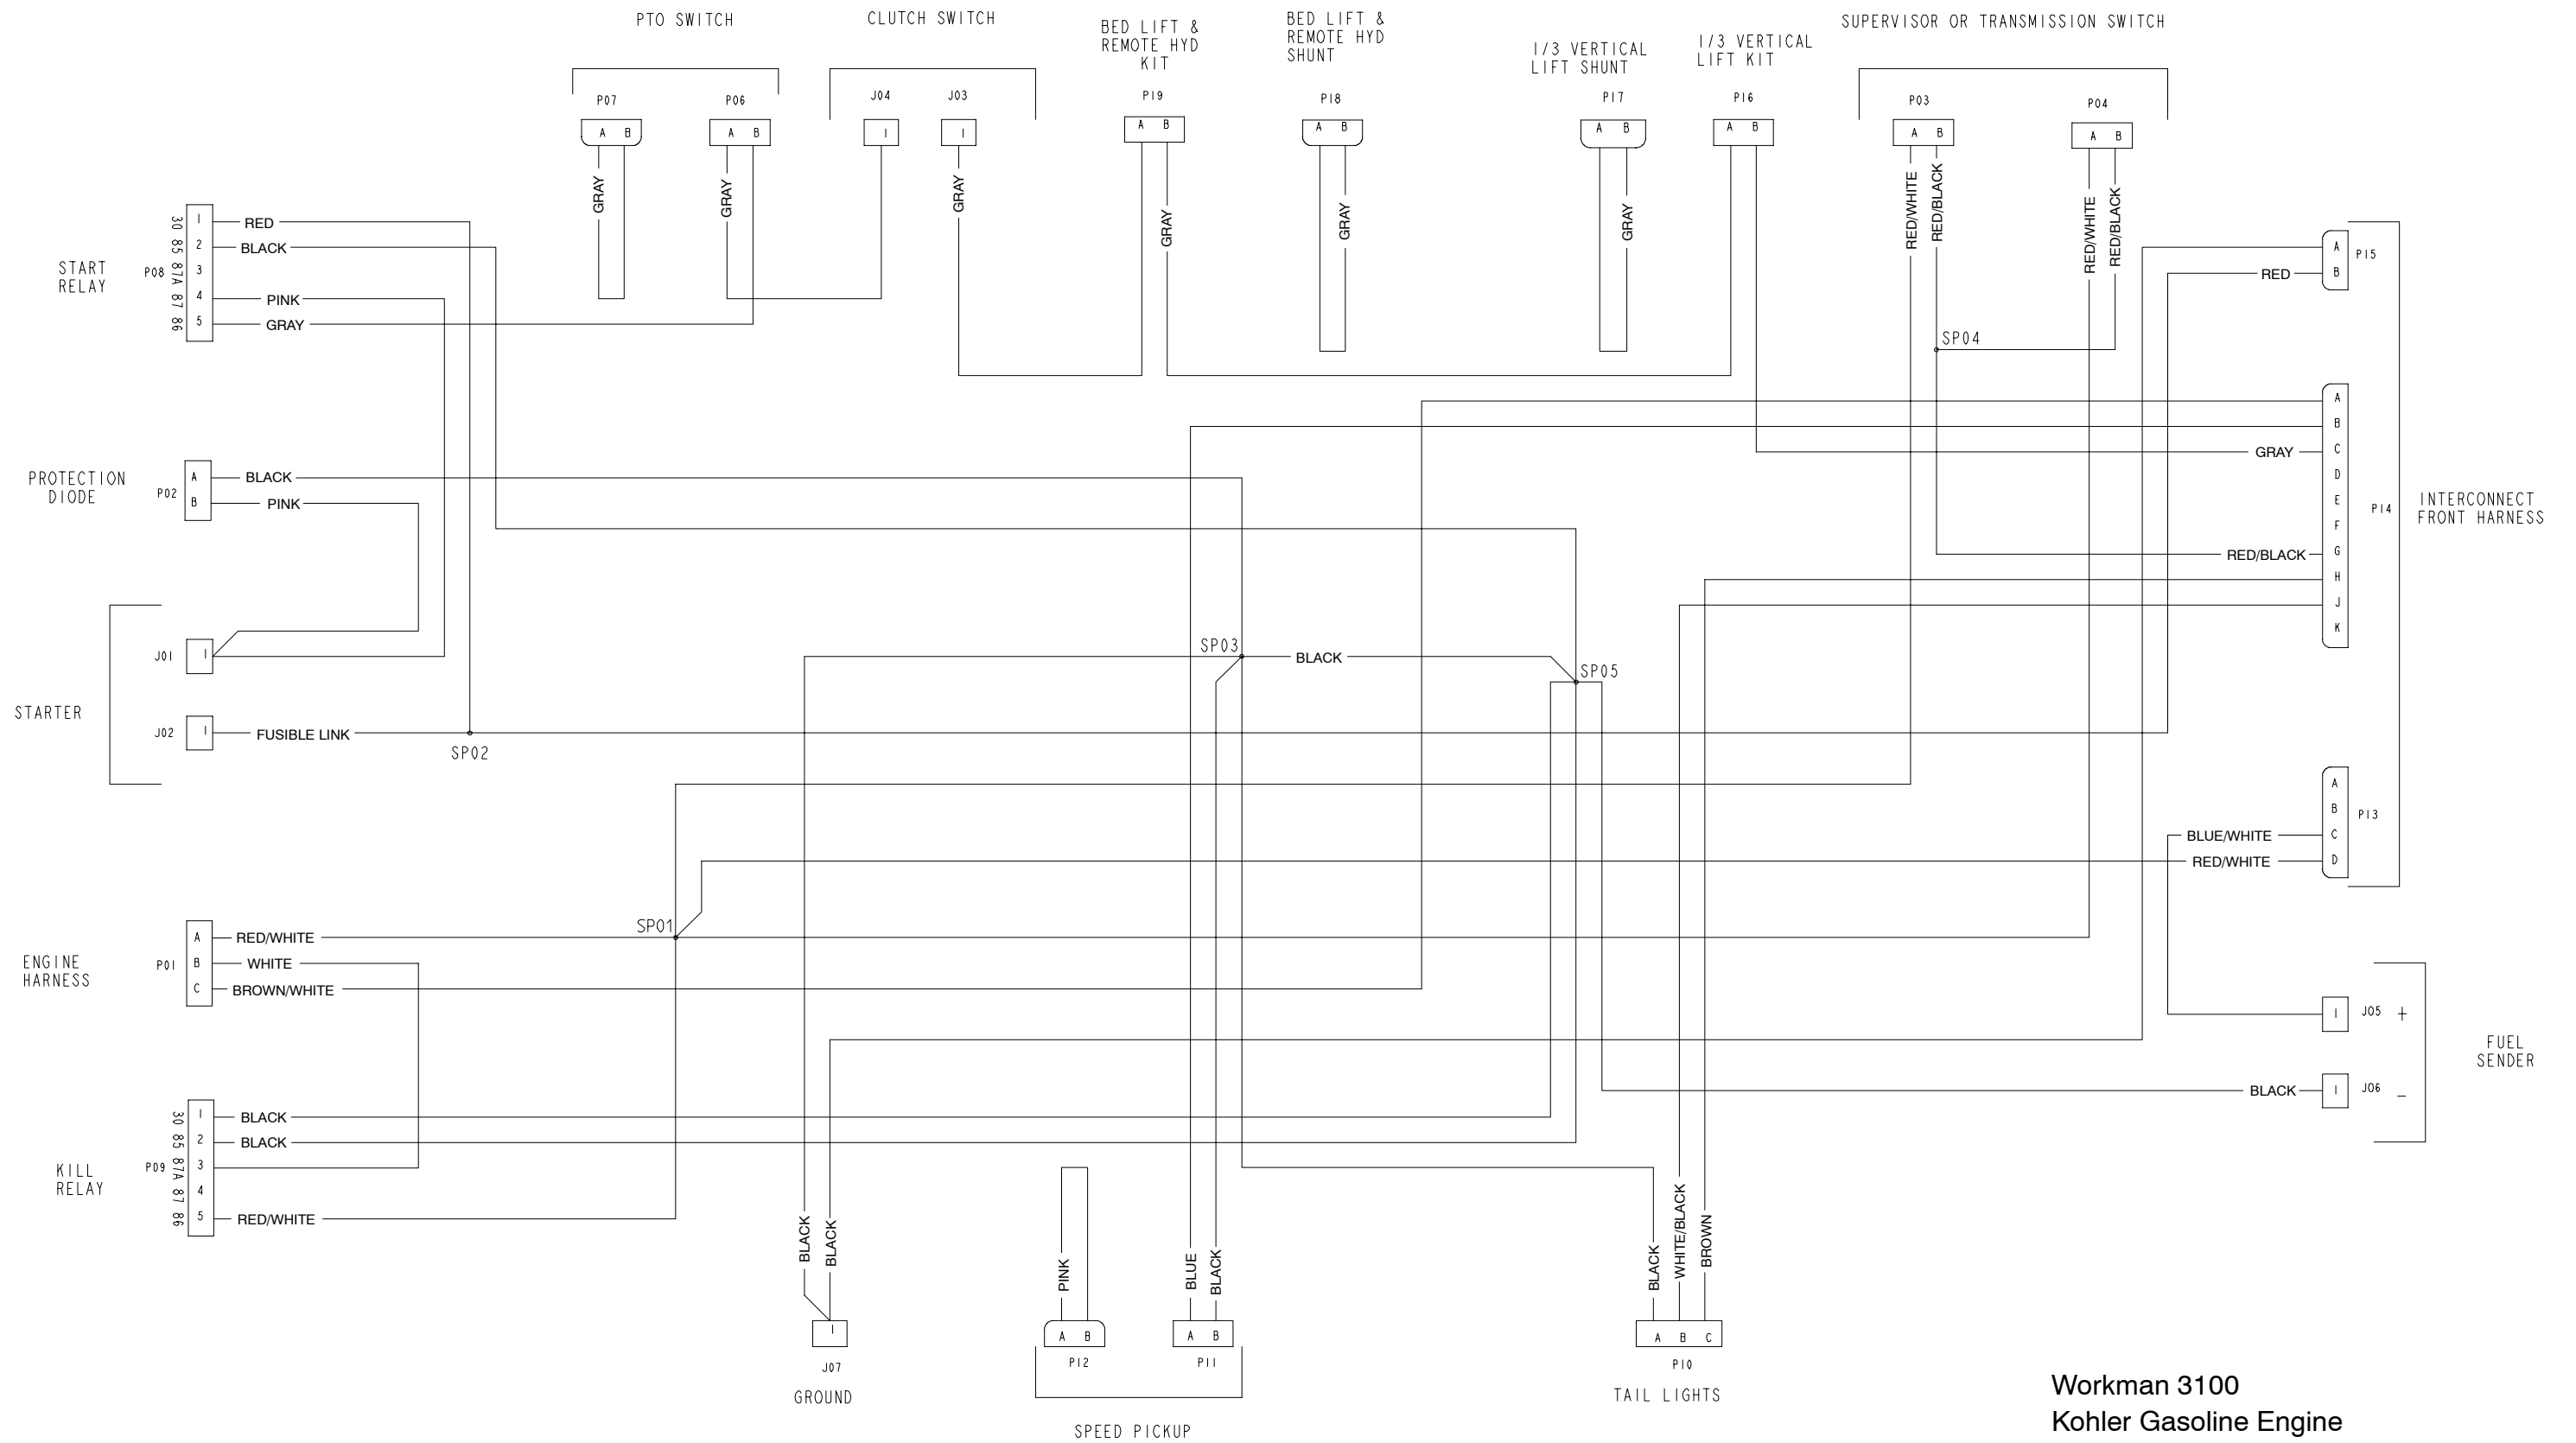 PTO SWITCH
CLUTCH SWITCH
BED LIFT &
REMOTE HYD
KIT
BED LIFT &
REMOTE HYD
SHUNT
1/3 VERTICAL
LIFT SHUNT
1/3 VERTICAL
LIFT KIT
SUPERVISOR OR TRANSMISSION SWITCH
P07
P06
J04
J03
P19
P18
P17
P16
P03
P04
A B
A B
1
1
A B
A B
A B
A B
A B
A B
GRAY
GRAY
GRAY
GRAY
GRAY
GRAY
RED/WHITE
RED/BLACK
RED/WHITE
RED/BLACK
START
RELAY
P08
30 1 RED
85 2 BLACK
87A 3
87 4 PINK
86 5 GRAY
A
B RED
P15
SP04
PROTECTION
DIODE
P02
A BLACK
B PINK
A
B
C GRAY
D
E
F
G RED/BLACK
H
J
K
P14
INTERCONNECT
FRONT HARNESS
STARTER
J01 1
J02 1 FUSIBLE LINK
SP02
SP03
BLACK
SP05
A
B
C BLUE/WHITE
D RED/WHITE
P13
SP01
ENGINE
HARNESS
P01
A RED/WHITE
B WHITE
C BROWN/WHITE
1 J05 +
BLACK 1 J06 –
FUEL
SENDER
KILL
RELAY
P09
30 1 BLACK
85 2 BLACK
87A 3
87 4
86 5 RED/WHITE
BLACK
BLACK
PINK
BLUE
BLACK
BLACK
WHITE/BLACK
BROWN
1
J07
GROUND
A B
P12
A B
P11
SPEED PICKUP
A B C
P10
TAIL LIGHTS
Workman 3100
Kohler Gasoline Engine